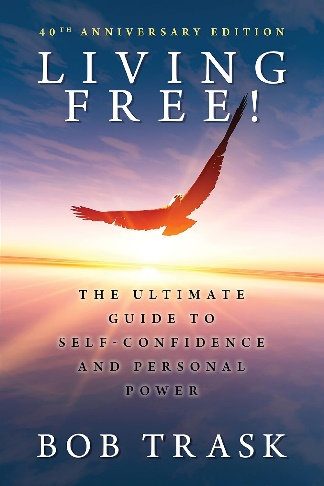 40TH ANNIVERSARY EDITION
LIVING
FREE!
THE ULTIMATE
GUIDE TO
SELF-CONFIDENCE
AND PERSONAL
POWER
BOB TRASK